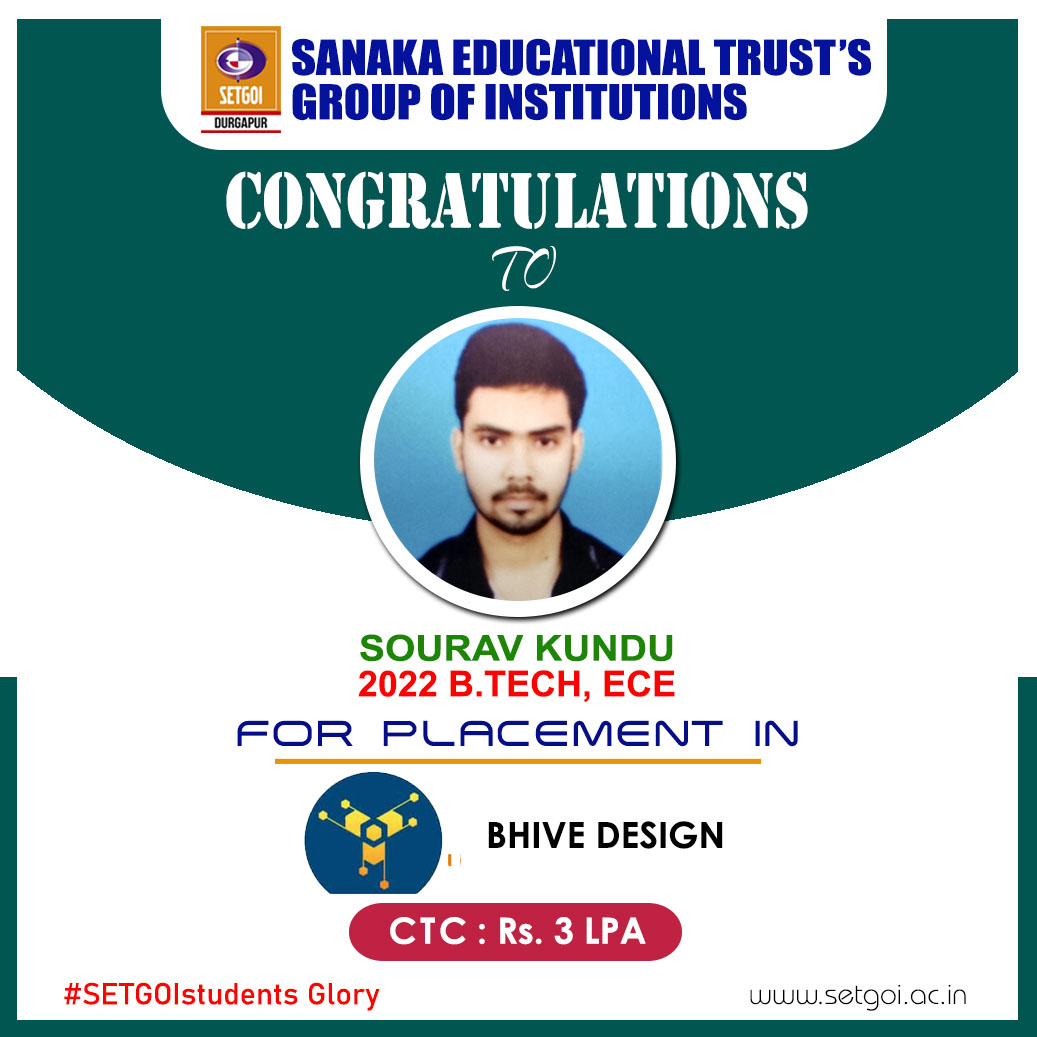 SETGOI
DURGAPUR
SANAKA EDUCATIONAL TRUST'S
GROUP OF INSTITUTIONS
CONGRATULATIONS
TO
SOURAV KUNDU
2022 B.TECH, ECE
FOR PLACEMENT IN
BHIVE DESIGN
CTC : Rs. 3 LPA
#SETGOIstudents Glory
www.setgoi.ac.in